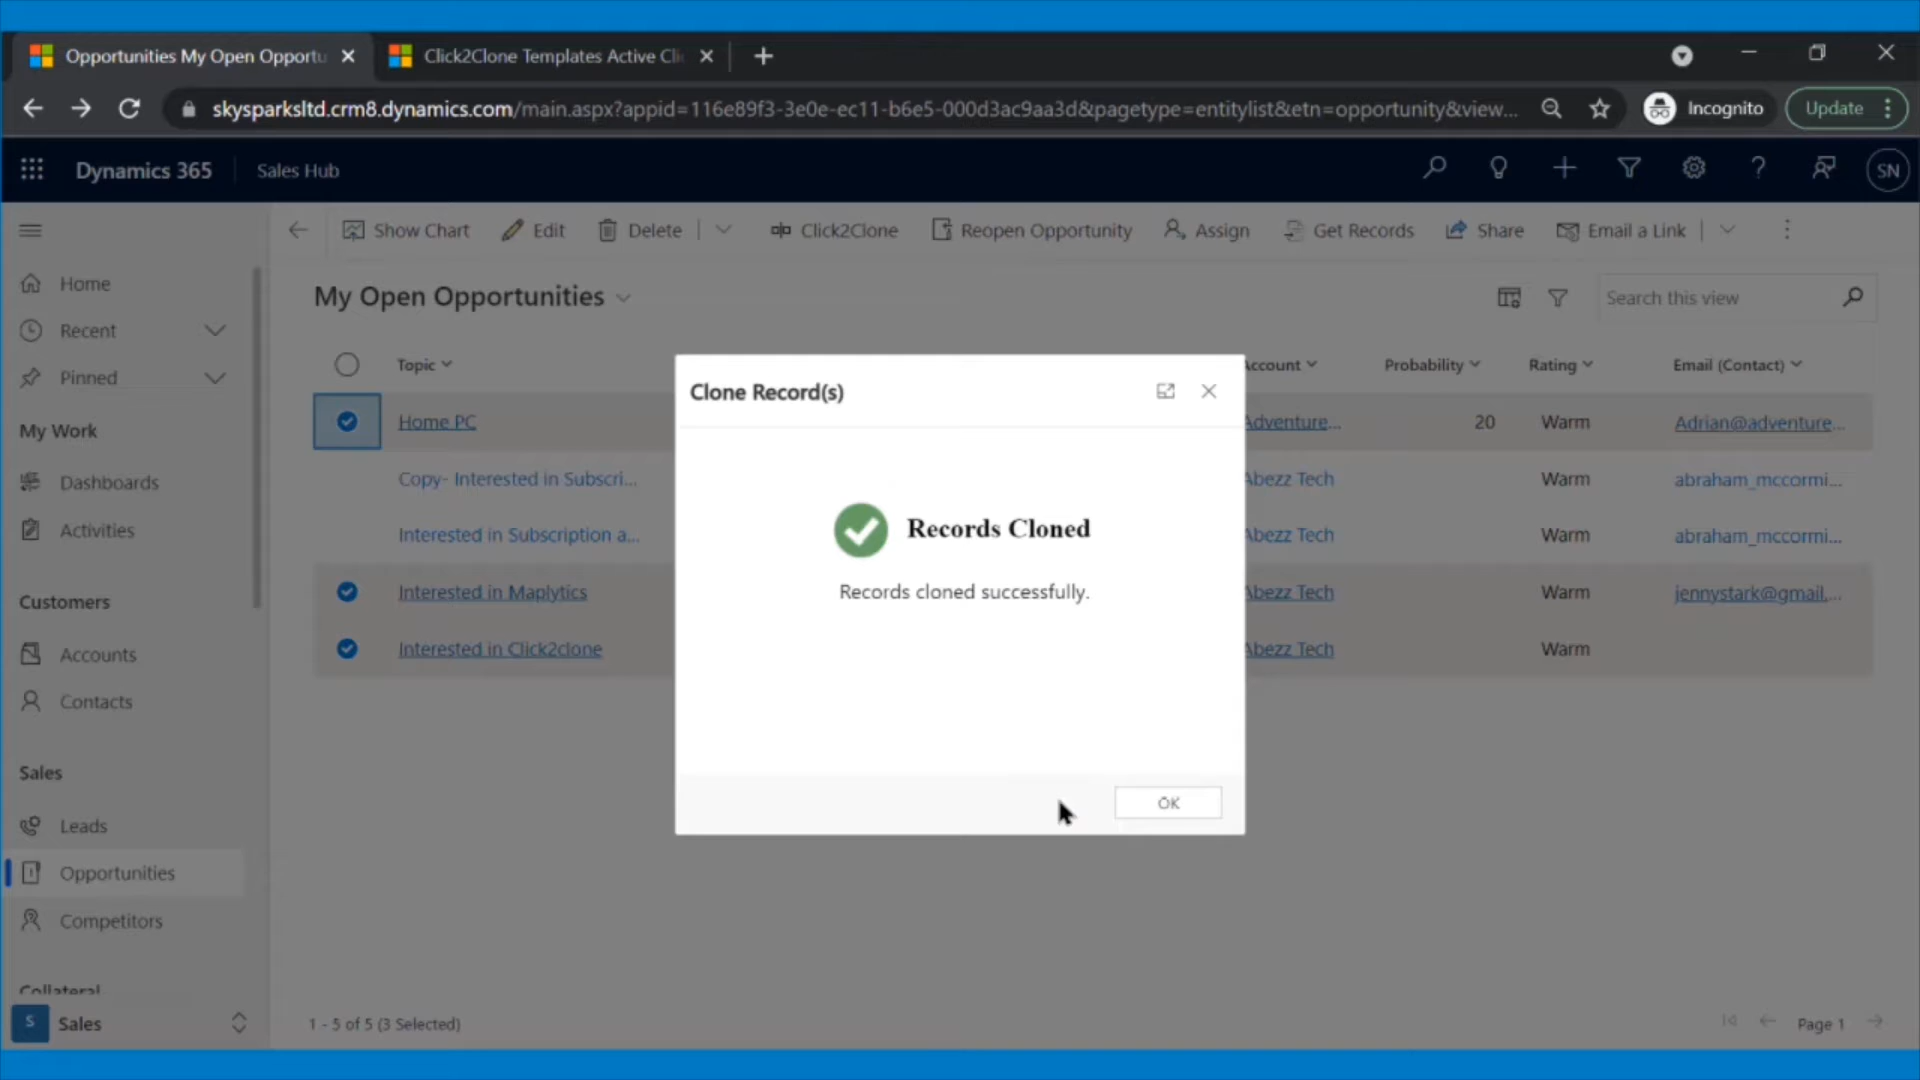 Opportunities My Open Opportu
Click2Clone Templates Active Cli
skysparksltd.crm8.dynamics.com/main.aspx?appid=116e89f3-3e0e-ec11-b6e5-000d3ac9aa3d&pagetype=entitylist&etn=opportunity&view...
Incognito
Update
Dynamics 365
Sales Hub
SN
Show Chart
Edit
Delete
Click2Clone
Reopen Opportunity
Assign
Get Records
Share
Email a Link
Home
Recent
Pinned
My Work
Dashboards
Activities
Customers
Accounts
Contacts
Sales
Leads
Opportunities
Competitors
Collateral
S Sales
My Open Opportunities
Search this view
Topic Account Probability Rating Email (Contact)
Home PC Adventure... 20 Warm Adrian@adventure...
Copy- Interested in Subscri... Abezz Tech Warm abraham_mccormi...
Interested in Subscription a... Abezz Tech Warm abraham_mccormi...
Interested in Maplytics Abezz Tech Warm jennystark@gmail....
Interested in Click2clone Abezz Tech Warm
Clone Record(s)
Records Cloned
Records cloned successfully.
OK
1 - 5 of 5 (3 Selected)
Page 1